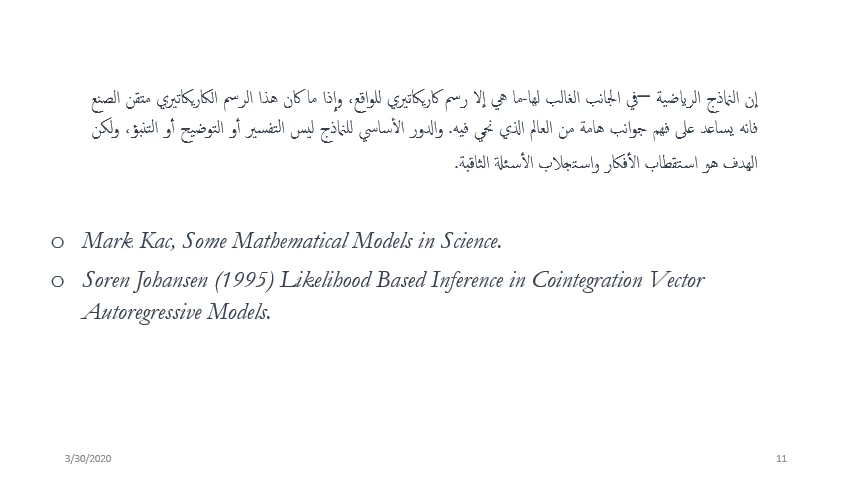 إن النماذج الرياضية –في الجانب الغالب لها-ما هي إلا رسم كاريكاتيري للواقع، وإذا ما كان هذا الرسم الكاريكاتيري متقن الصنع
فانه يساعد على فهم جوانب هامة من العالم الذي نحي فيه. والدور الأساسي للنماذج ليس التفسير أو التوضيح أو التنبؤ، ولكن
الهدف هو استقطاب الأفكار واستجلاب الأسئلة الثاقبة.
o Mark Kac, Some Mathematical Models in Science.
o Soren Johansen (1995) Likelihood Based Inference in Cointegration Vector
Autoregressive Models.
3/30/2020
11